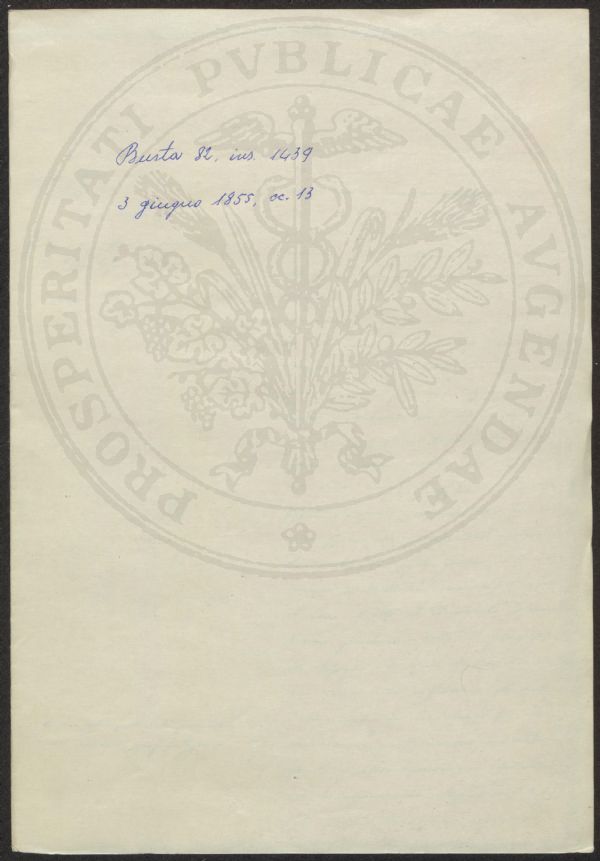 PROSPERITATI PVBLICAE AVGENDAE
Busta 82, ins. 1439
3 giugno 1855, cc. 13